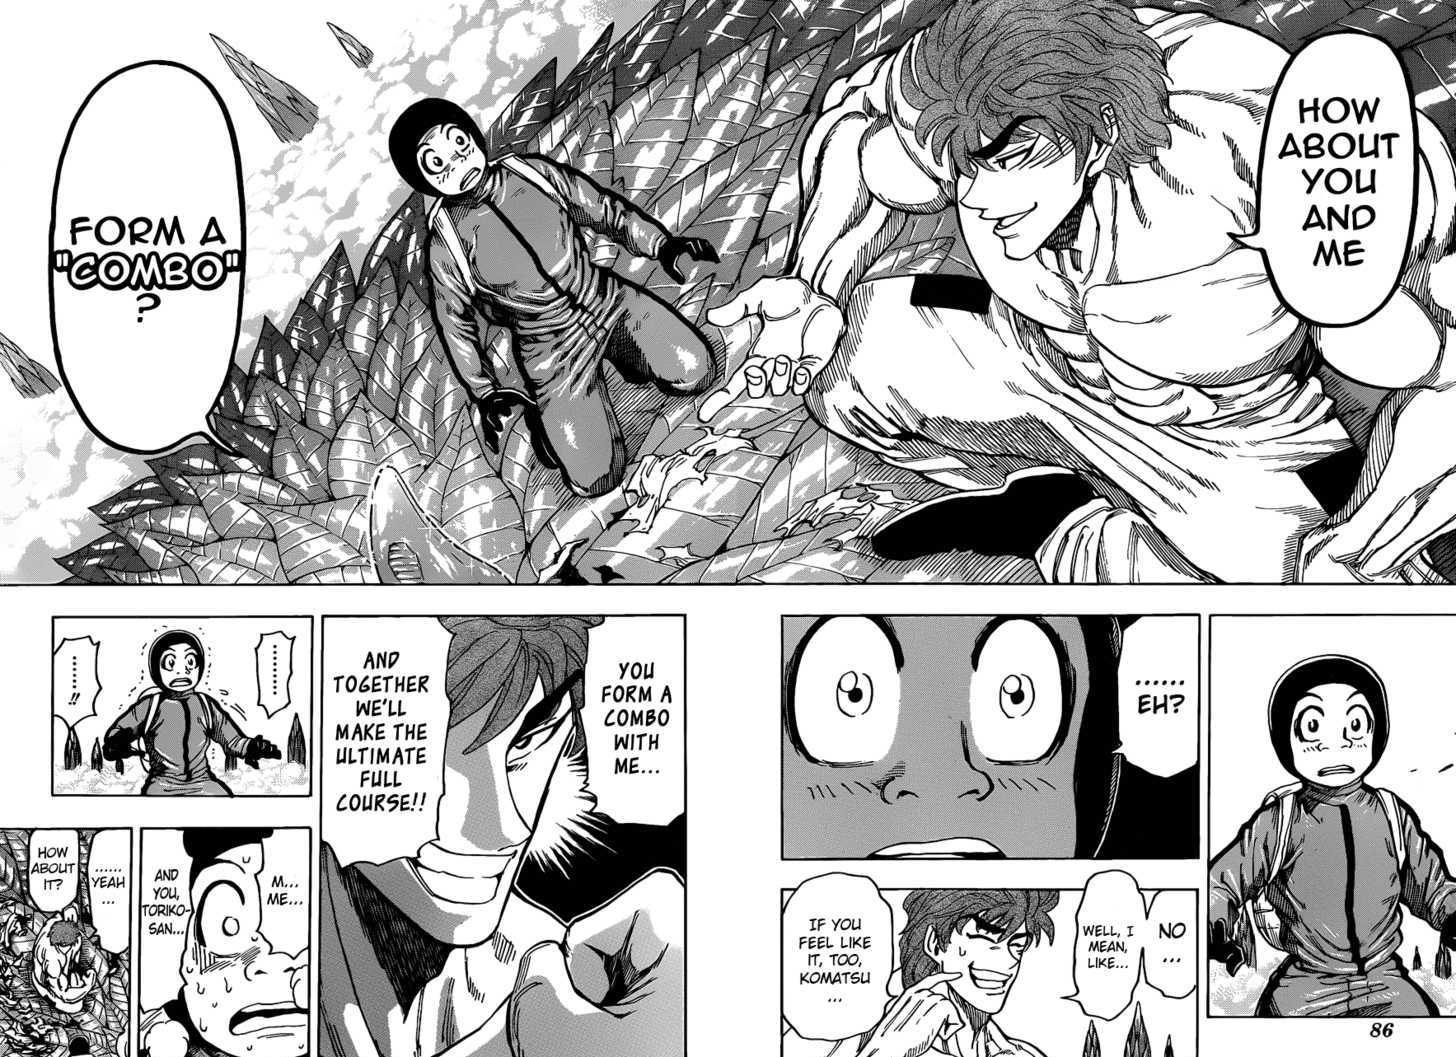 HOW
ABOUT
YOU
AND
ME
FORM A
"COMBO"
?
......
EH?
NO
...
WELL, I
MEAN,
LIKE...
IF YOU
FEEL LIKE
IT, TOO,
KOMATSU
...
YOU
FORM A
COMBO
WITH
ME...
AND
TOGETHER
WE'LL
MAKE THE
ULTIMATE
FULL
COURSE!!
........
........!!
M...
ME...
AND
YOU,
TORIKO-
SAN...
......
YEAH
...
HOW
ABOUT
IT?
86